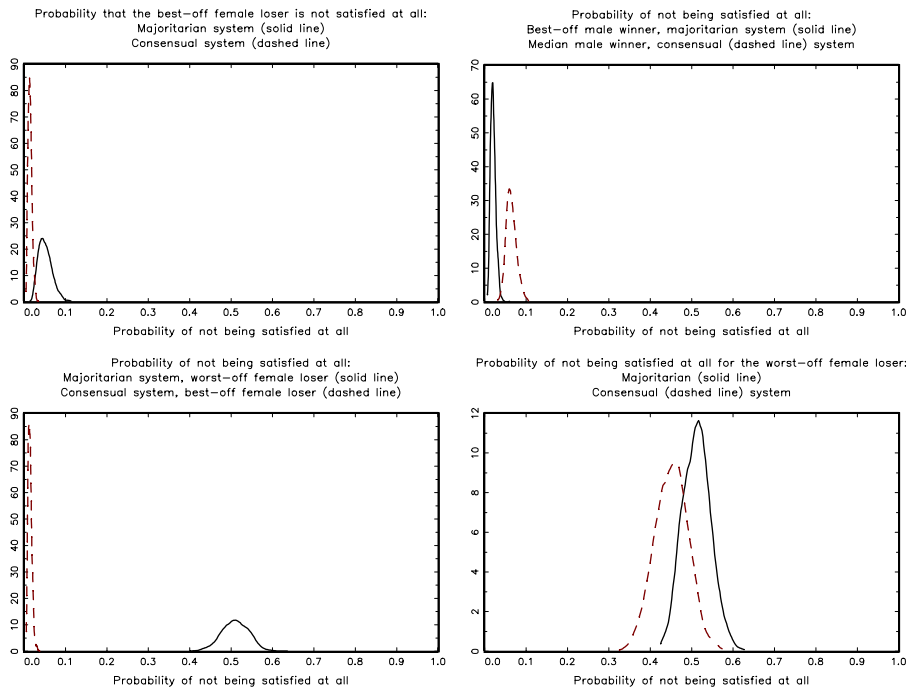 Probability that the best-off female loser is not satisfied at all:
Majoritarian system (solid line)
Consensual system (dashed line)
90
80
70
60
50
40
30
20
10
0
0.0 0.1 0.2 0.3 0.4 0.5 0.6 0.7 0.8 0.9 1.0
Probability of not being satisfied at all
Probability of not being satisfied at all:
Best-off male winner, majoritarian system (solid line)
Median male winner, consensual (dashed line) system
70
60
50
40
30
20
10
0
0.0 0.1 0.2 0.3 0.4 0.5 0.6 0.7 0.8 0.9 1.0
Probability of not being satisfied at all
Probability of not being satisfied at all:
Majoritarian system, worst-off female loser (solid line)
Consensual system, best-off female loser (dashed line)
90
80
70
60
50
40
30
20
10
0
0.0 0.1 0.2 0.3 0.4 0.5 0.6 0.7 0.8 0.9 1.0
Probability of not being satisfied at all
Probability of not being satisfied at all for the worst-off female loser:
Majoritarian (solid line)
Consensual (dashed line) system
12
10
8
6
4
2
0
0.0 0.1 0.2 0.3 0.4 0.5 0.6 0.7 0.8 0.9 1.0
Probability of not being satisfied at all